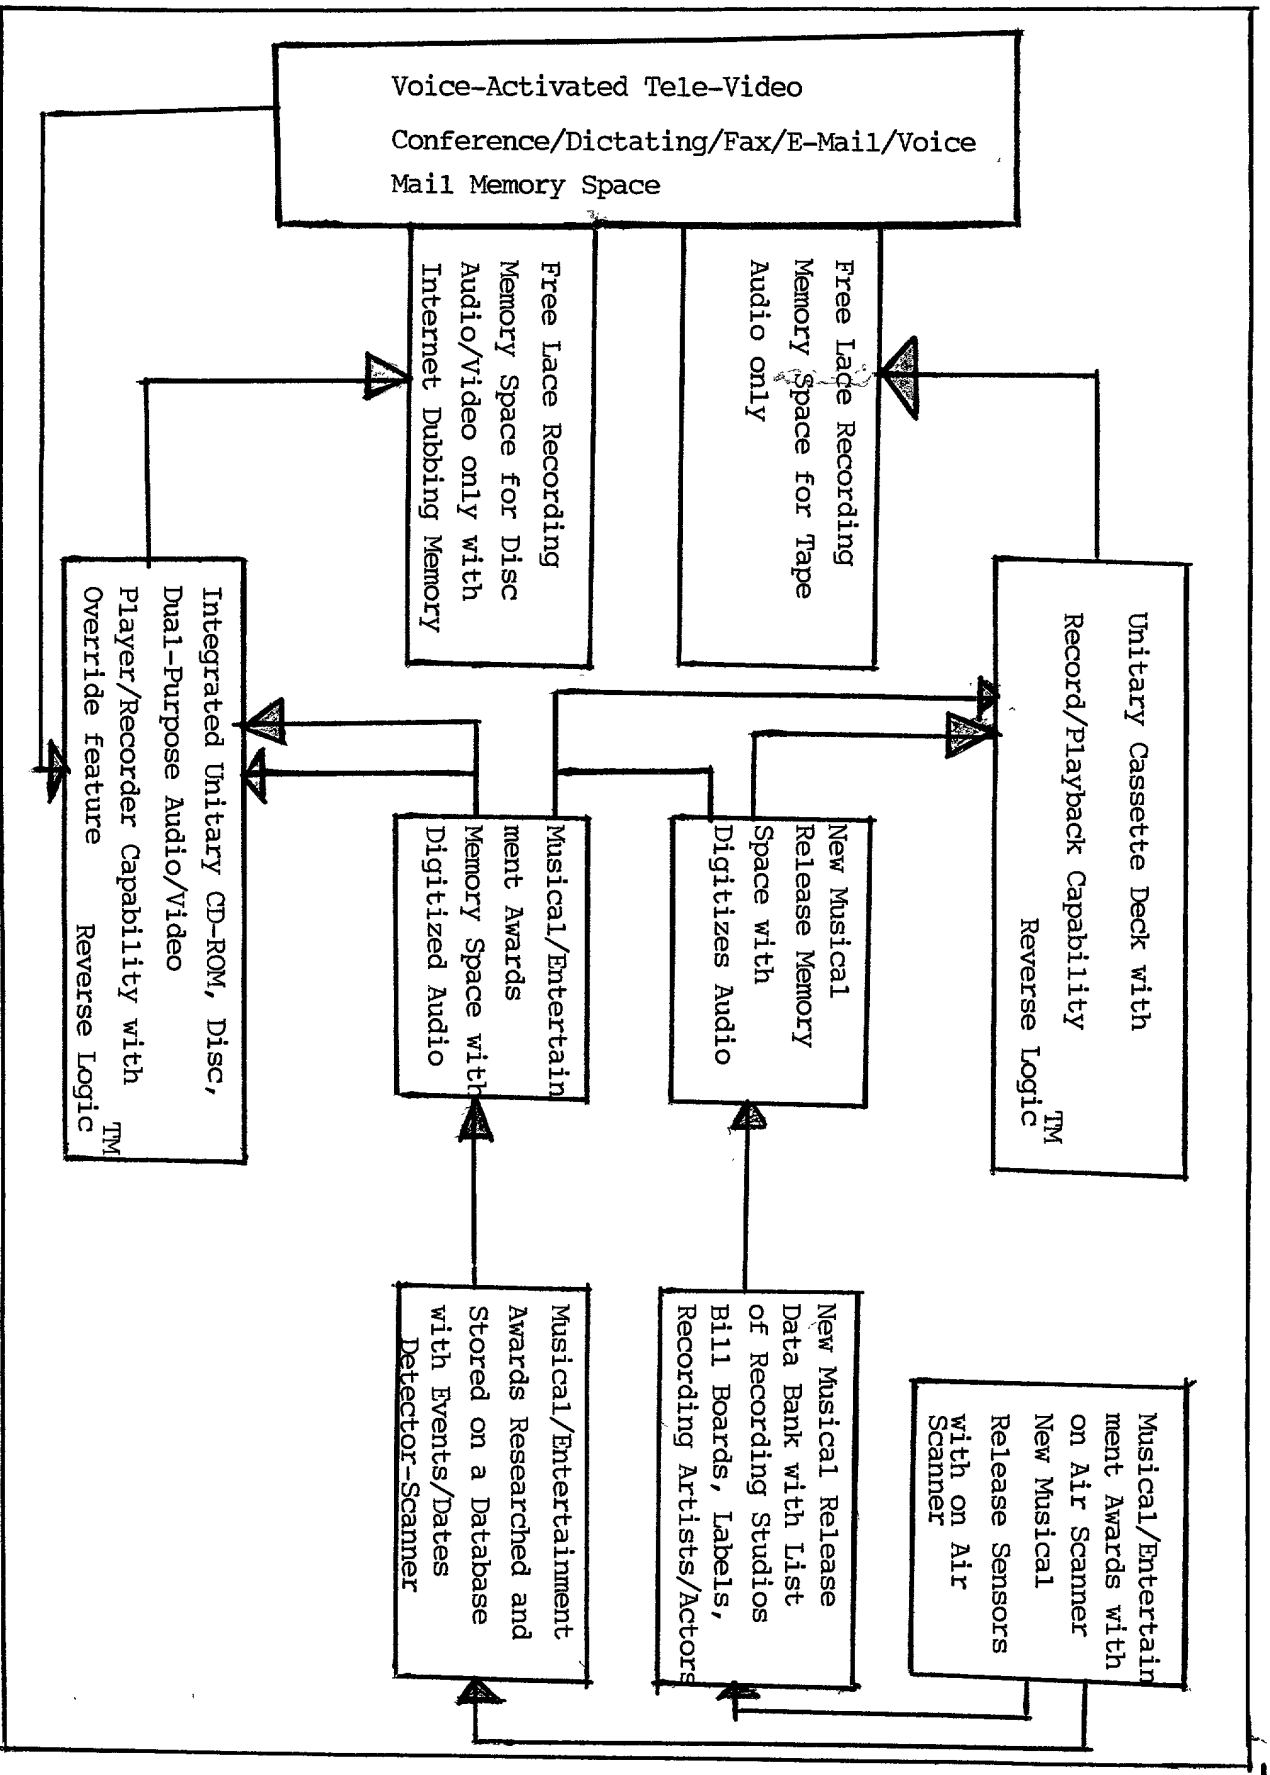 Voice-Activated Tele-Video
Conference/Dictating/Fax/E-Mail/Voice
Mail Memory Space
Free Lace Recording
Memory Space for Tape
Audio only
Free Lace Recording
Memory Space for Disc
Audio/Video only with
Internet Dubbing Memory
Unitary Cassette Deck with
Record/Playback Capability
Reverse Logic TM
New Musical
Release Memory
Space with
Digitizes Audio
Musical/Entertain
ment Awards
Memory Space with
Digitized Audio
Integrated Unitary CD-ROM, Disc,
Dual-Purpose Audio/Video
Player/Recorder Capability with
Override feature Reverse Logic TM
Musical/Entertain
ment Awards with
on Air Scanner
New Musical
Release Sensors
with on Air
Scanner
New Musical Release
Data Bank with List
of Recording Studios
Bill Boards, Labels,
Recording Artists/Actors
Musical/Entertainment
Awards Researched and
Stored on a Database
with Events/Dates
Detector-Scanner